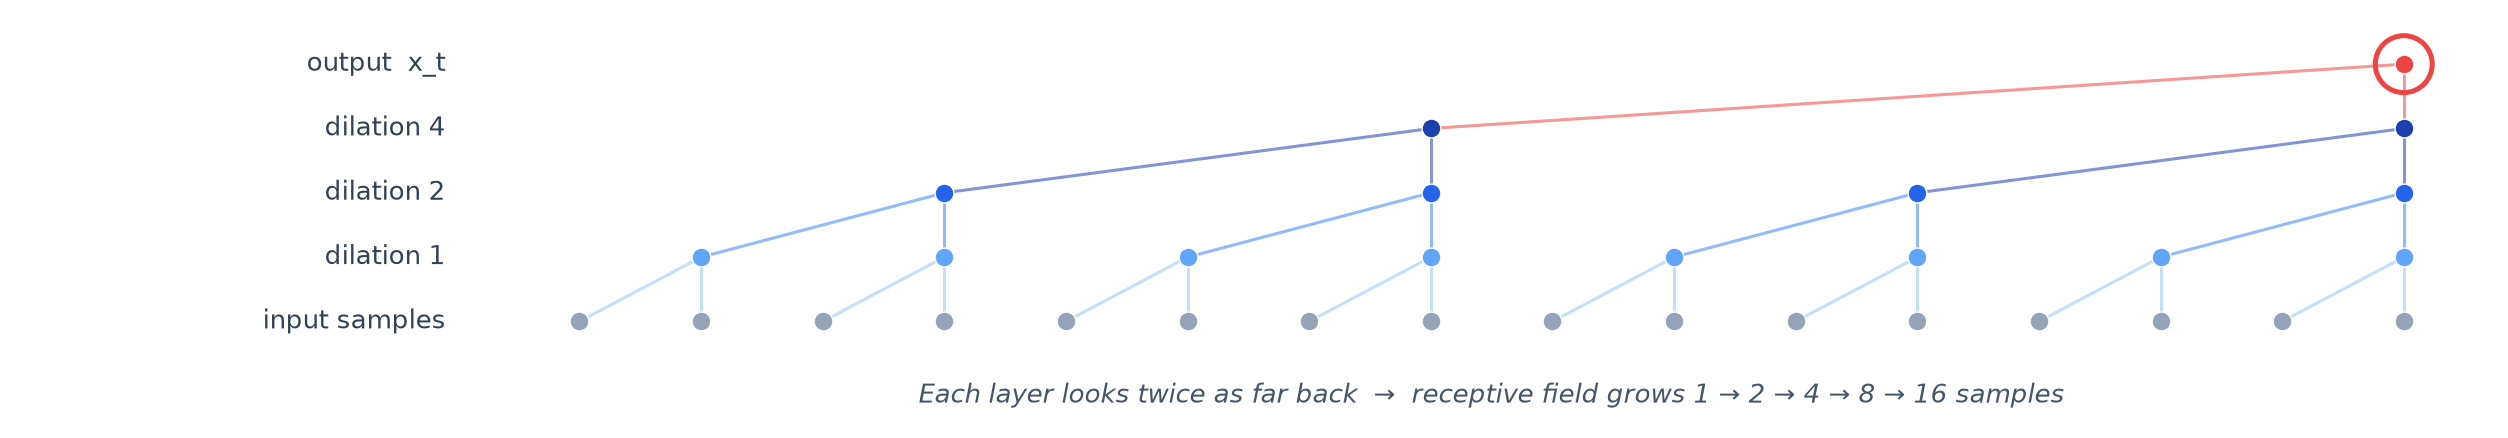 output x_t
dilation 4
dilation 2
dilation 1
input samples
Each layer looks twice as far back → receptive field grows 1 → 2 → 4 → 8 → 16 samples